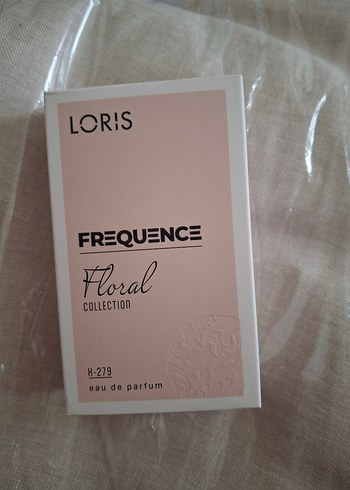 LORIS
FREQUENCE
Floral
COLLECTION
K-279
eau de parfum